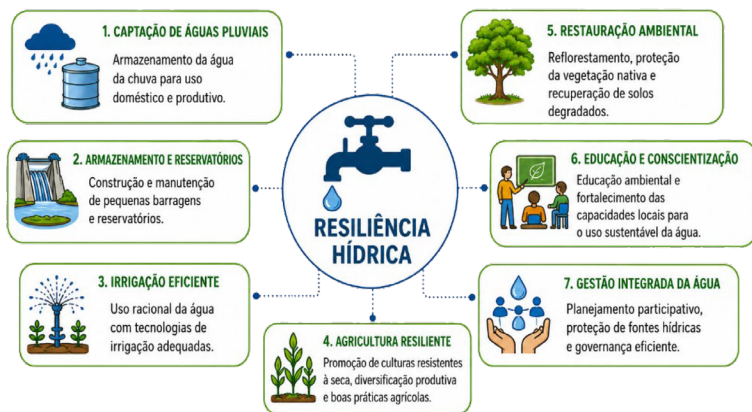 1. CAPTAÇÃO DE ÁGUAS PLUVIAIS
Armazenamento da água
da chuva para uso
doméstico e produtivo.
2. ARMAZENAMENTO E RESERVATÓRIOS
Construção e manutenção
de pequenas barragens
e reservatórios.
3. IRRIGAÇÃO EFICIENTE
Uso racional da água
com tecnologias de
irrigação adequadas.
RESILIÊNCIA
HÍDRICA
4. AGRICULTURA RESILIENTE
Promoção de culturas resistentes
à seca, diversificação produtiva
e boas práticas agrícolas.
5. RESTAURAÇÃO AMBIENTAL
Reflorestamento, proteção
da vegetação nativa e
recuperação de solos
degradados.
6. EDUCAÇÃO E CONSCIENTIZAÇÃO
Educação ambiental e
fortalecimento das
capacidades locais para
o uso sustentável da água.
7. GESTÃO INTEGRADA DA ÁGUA
Planejamento participativo,
proteção de fontes hídricas
e governança eficiente.